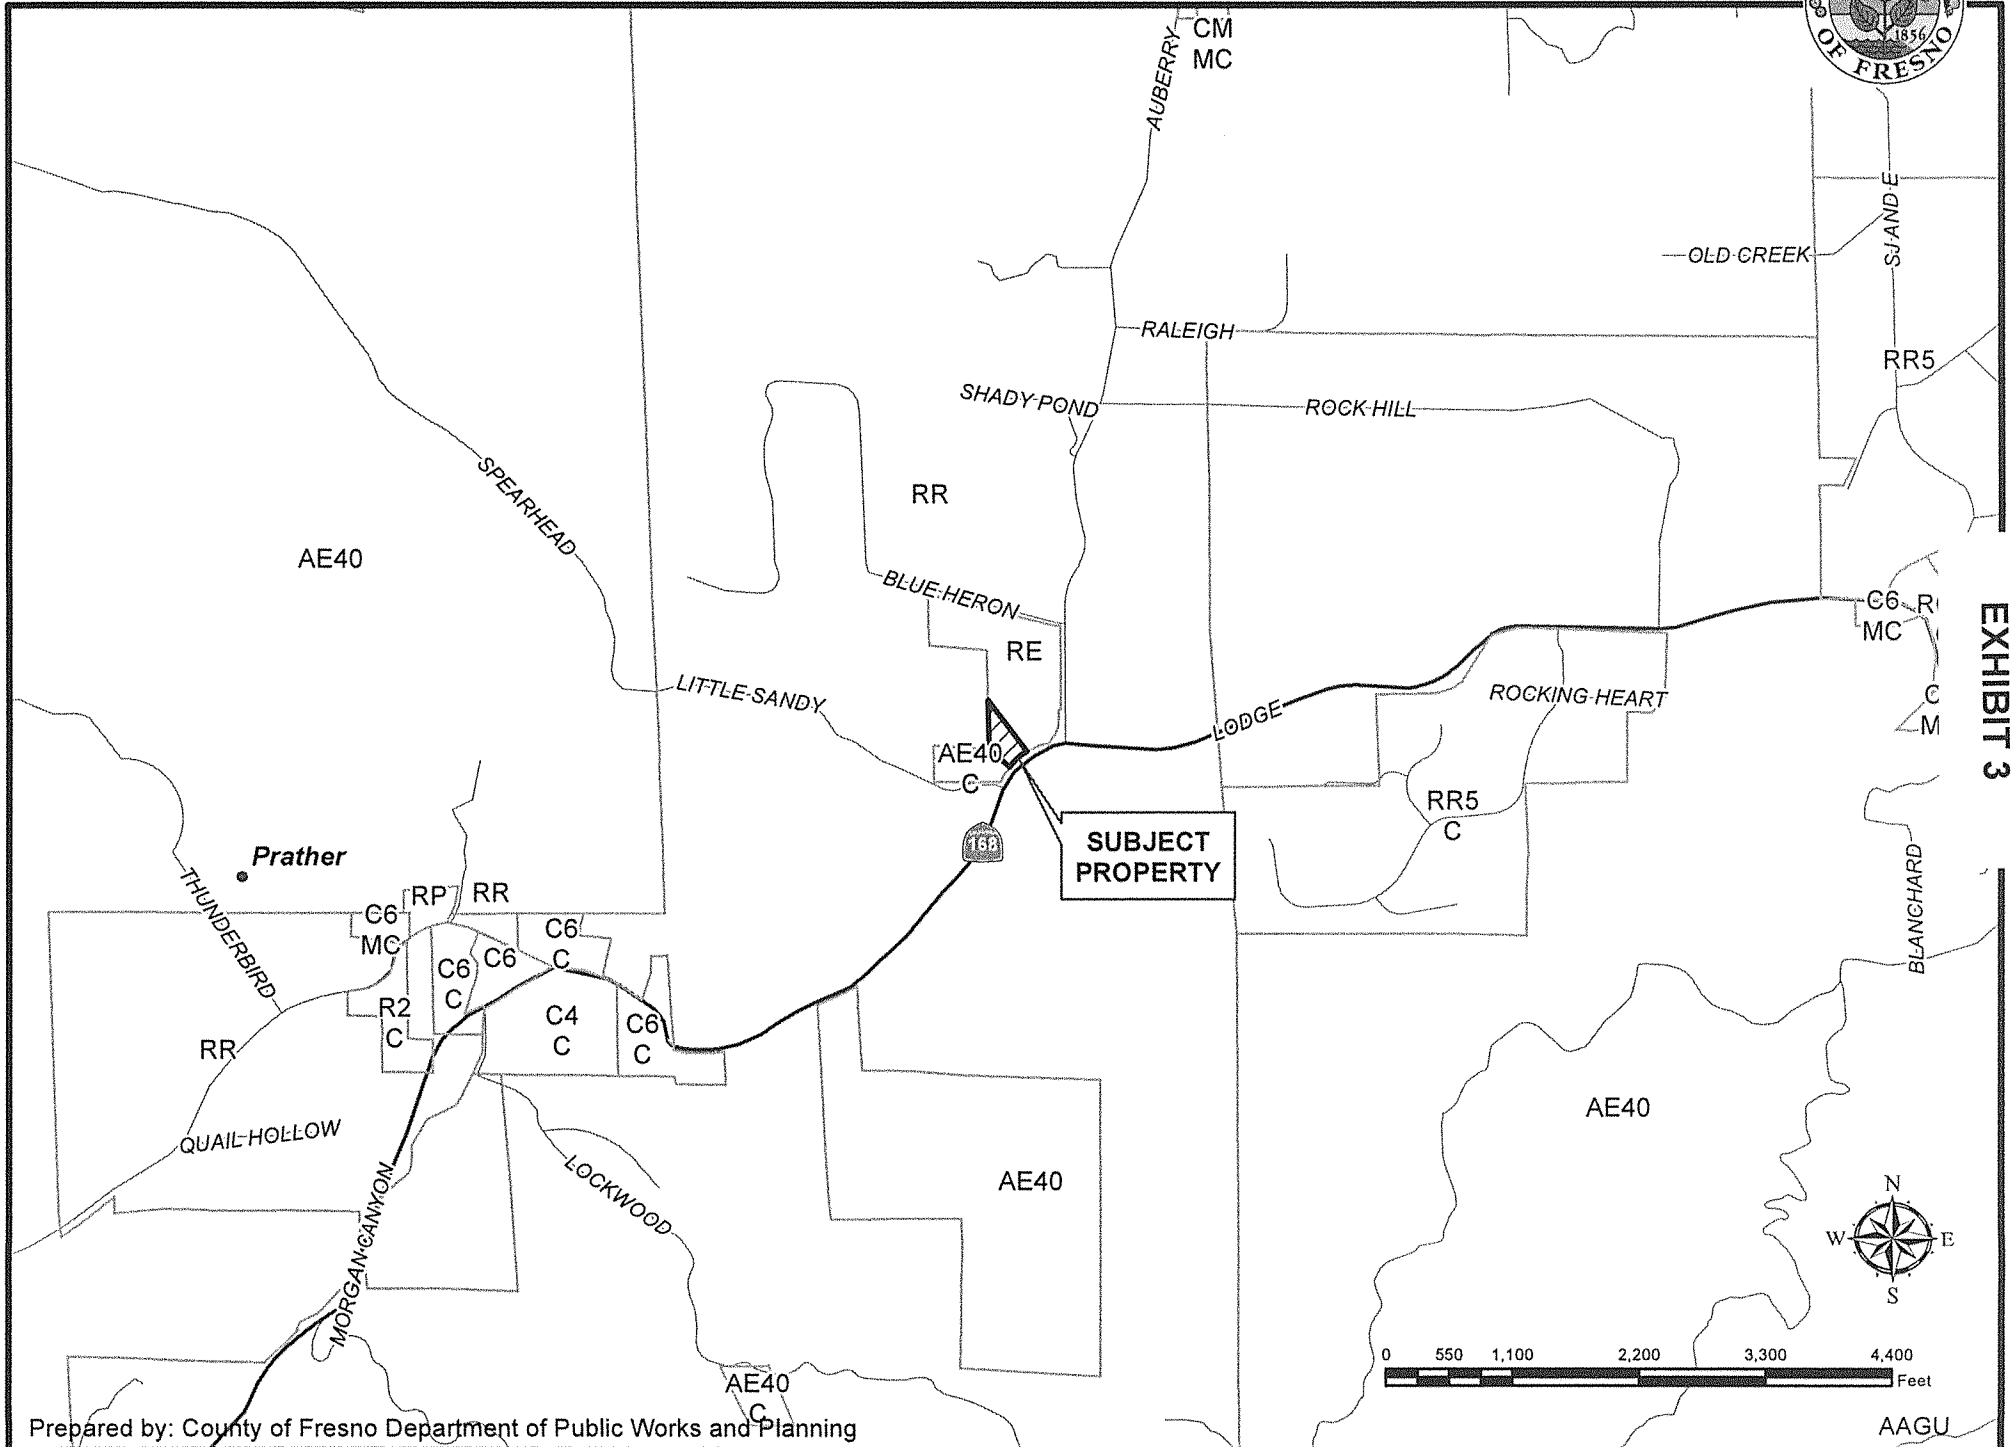 CM
MC
1856
OF FRESNO
AUBERRY
SJ AND E
OLD CREEK
RALEIGH
RR5
SHADY POND
ROCK HILL
SPEARHEAD
RR
AE40
BLUE HERON
C6
MC
RE
EXHIBIT 3
LITTLE SANDY
ROCKING HEART
LODGE
AE40
C
RR5
C
168
SUBJECT
PROPERTY
Prather
THUNDERBIRD
BLANCHARD
RP
RR
C6
MC
C6
C
C6
C6
C
R2
C
C4
C
C6
C
RR
AE40
QUAIL HOLLOW
LOCKWOOD
AE40
MORGAN CANYON
N
W
E
S
0 550 1,100 2,200 3,300 4,400
Feet
AE40
C
Prepared by: County of Fresno Department of Public Works and Planning
AAGU